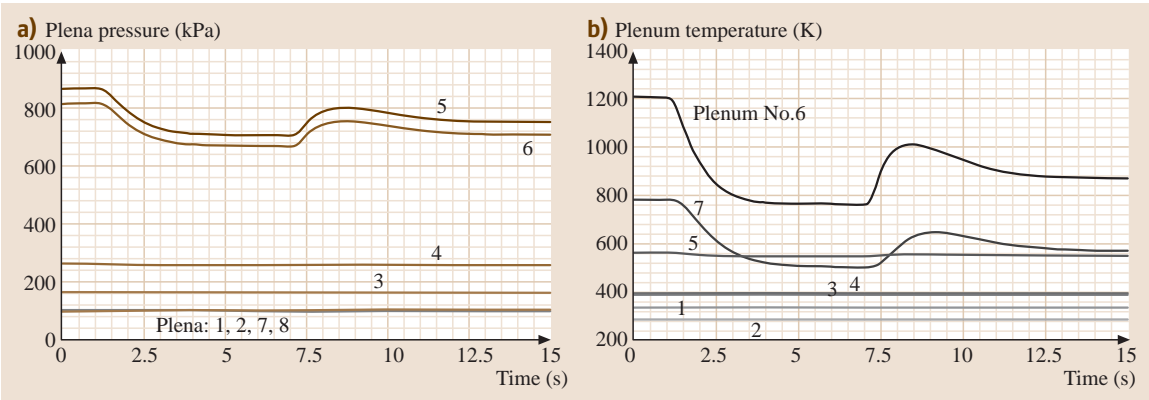 a) Plena pressure (kPa)
1000
800
600
400
200
0
5
6
4
3
Plena: 1, 2, 7, 8
0 2.5 5 7.5 10 12.5 15
Time (s)
b) Plenum temperature (K)
1400
1200
1000
800
600
400
200
Plenum No.6
7
5
3 4
1
2
0 2.5 5 7.5 10 12.5 15
Time (s)